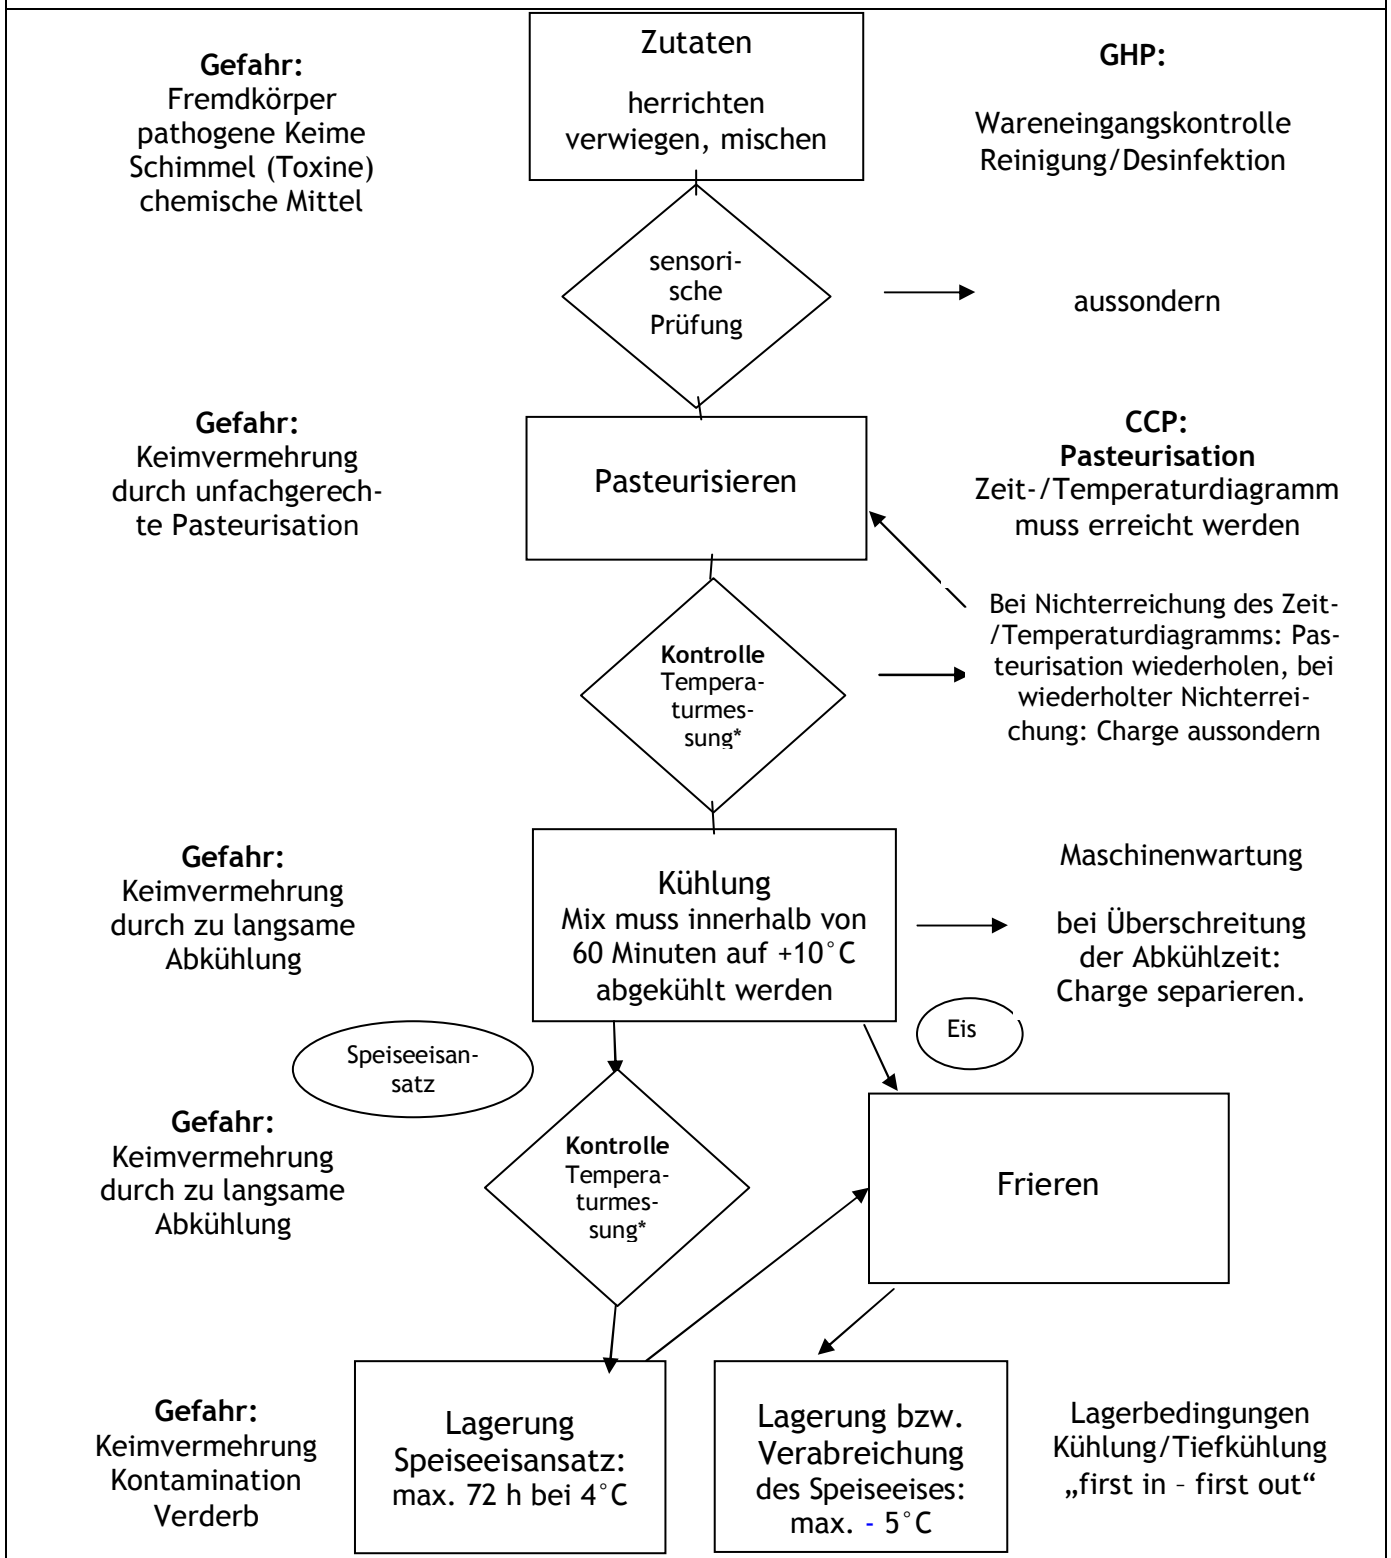 Zutaten
herrichten
verwiegen, mischen
Gefahr:
Fremdkörper
pathogene Keime
Schimmel (Toxine)
chemische Mittel
GHP:
Wareneingangskontrolle
Reinigung/Desinfektion
sensori-
sche
Prüfung
aussondern
Gefahr:
Keimvermehrung
durch unfachgerech-
te Pasteurisation
Pasteurisieren
CCP:
Pasteurisation
Zeit-/Temperaturdiagramm
muss erreicht werden
Kontrolle
Tempera-
turmes-
sung*
Bei Nichterreichung des Zeit-
/Temperaturdiagramms: Pas-
teurisation wiederholen, bei
wiederholter Nichterrei-
chung: Charge aussondern
Gefahr:
Keimvermehrung
durch zu langsame
Abkühlung
Kühlung
Mix muss innerhalb von
60 Minuten auf +10°C
abgekühlt werden
Maschinenwartung
bei Überschreitung
der Abkühlzeit:
Charge separieren.
Speiseeisan-
satz
Eis
Gefahr:
Keimvermehrung
durch zu langsame
Abkühlung
Kontrolle
Tempera-
turmes-
sung*
Frieren
Gefahr:
Keimvermehrung
Kontamination
Verderb
Lagerung
Speiseeisansatz:
max. 72 h bei 4°C
Lagerung bzw.
Verabreichung
des Speiseeises:
max. - 5°C
Lagerbedingungen
Kühlung/Tiefkühlung
„first in – first out“